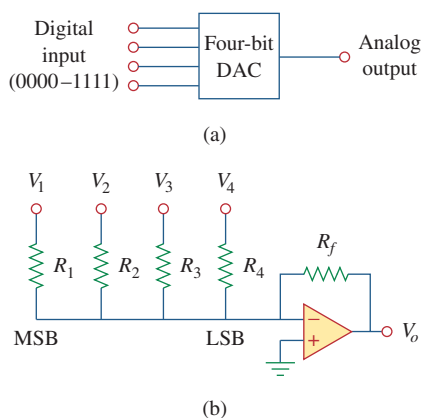 Digital
input
(0000–1111)
Four-bit
DAC
Analog
output
(a)
V1 V2 V3 V4
R1 R2 R3 R4 Rf
MSB LSB − + Vo
(b)